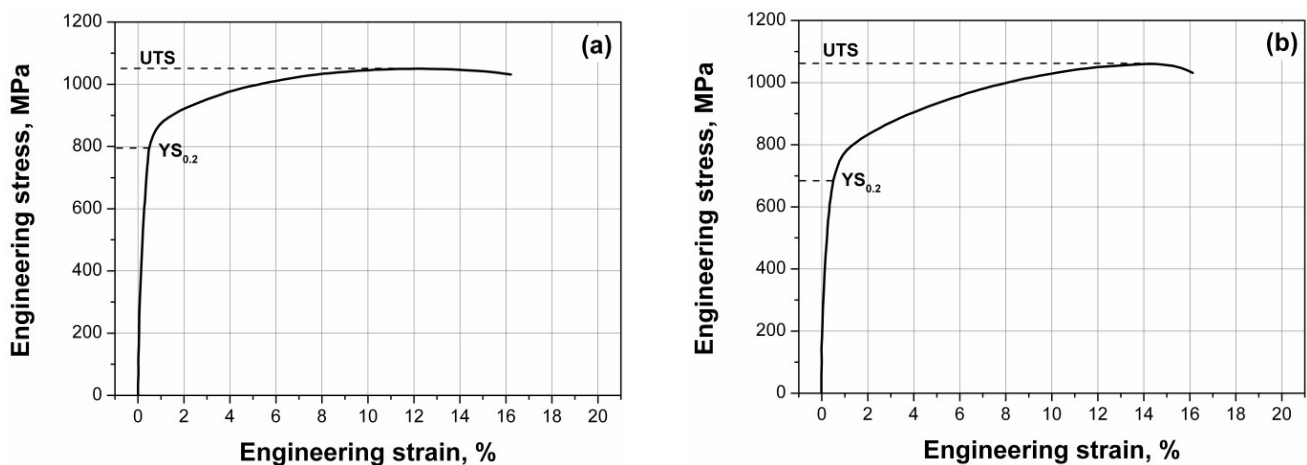 1200
(a)
UTS
1000
800
YS0.2
600
400
200
0
0 2 4 6 8 10 12 14 16 18 20
Engineering stress, MPa
Engineering strain, %
1200
(b)
UTS
1000
800
YS0.2
600
400
200
0
0 2 4 6 8 10 12 14 16 18 20
Engineering stress, MPa
Engineering strain, %